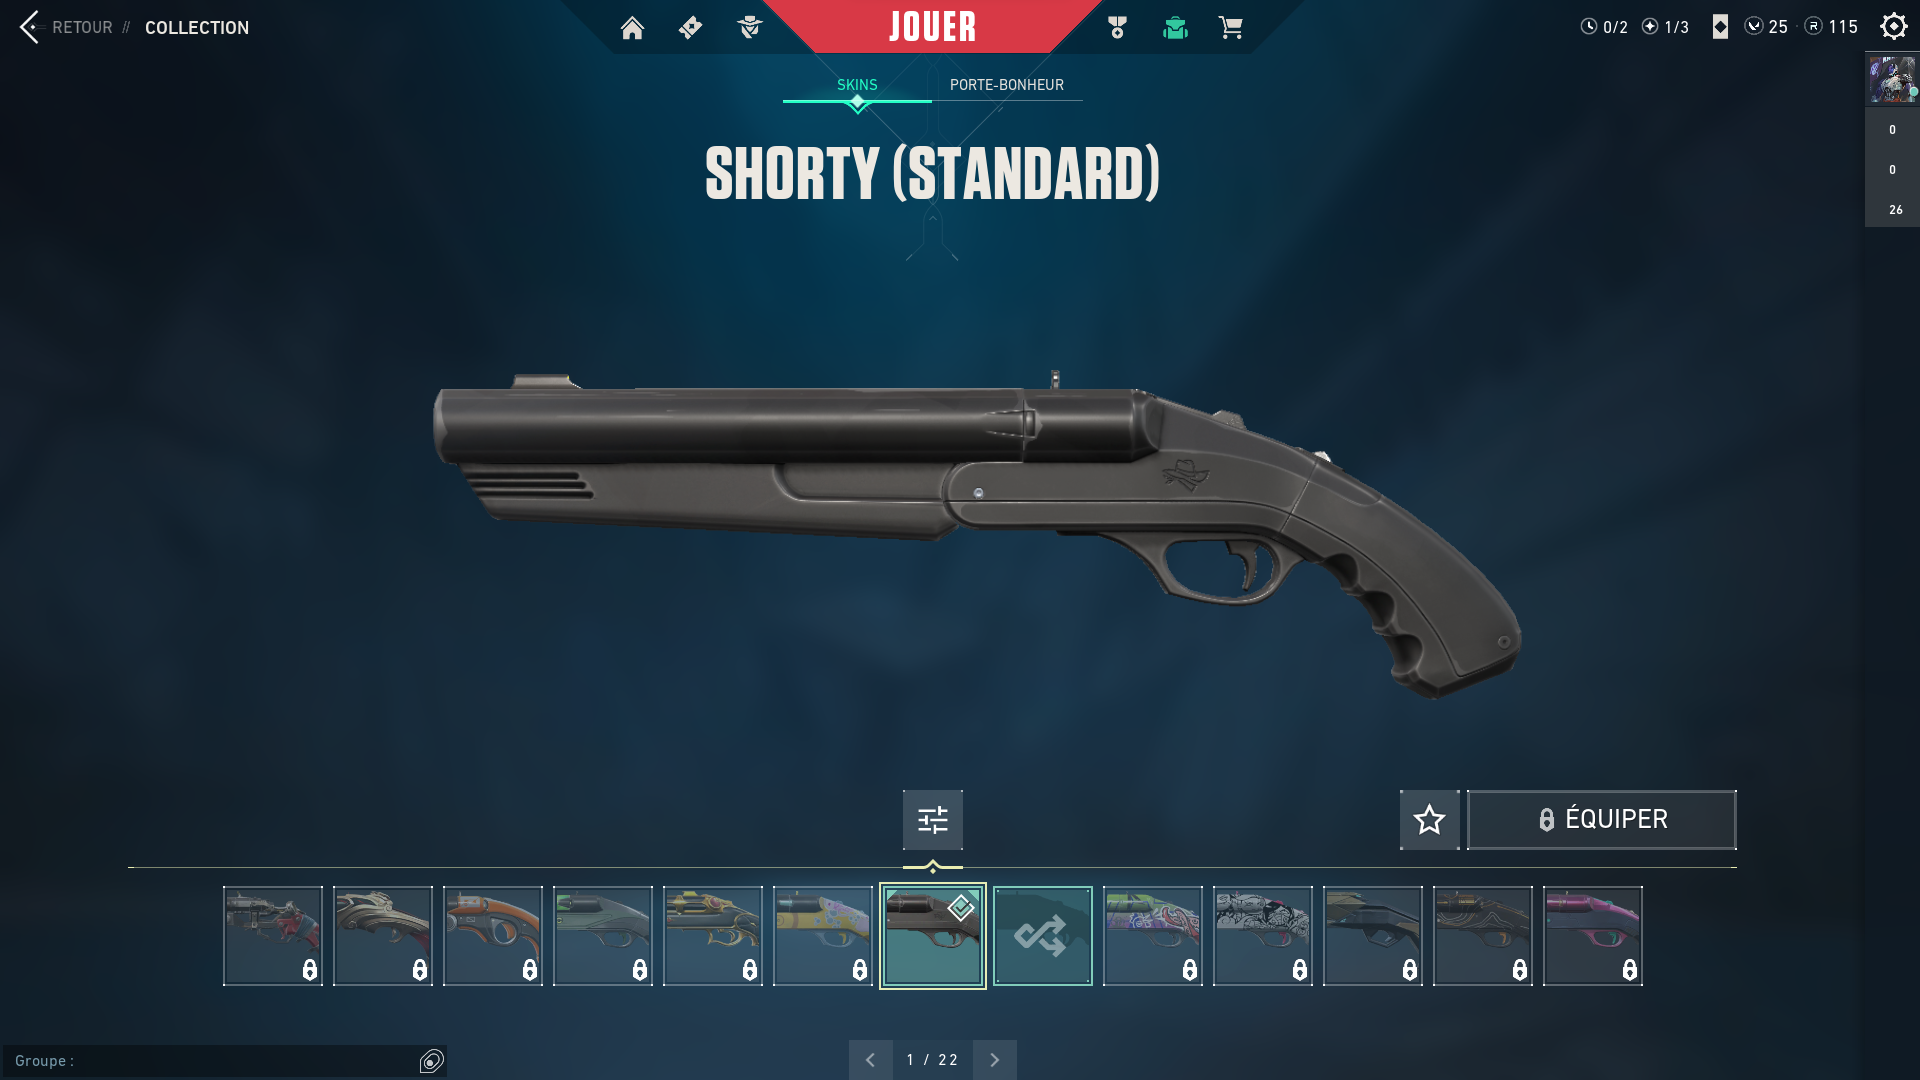 RETOUR // COLLECTION
JOUER
0/2
1/3
25
R 115
SKINS
PORTE-BONHEUR
0
0
26
SHORTY (STANDARD)
ÉQUIPER
Groupe :
1 / 22